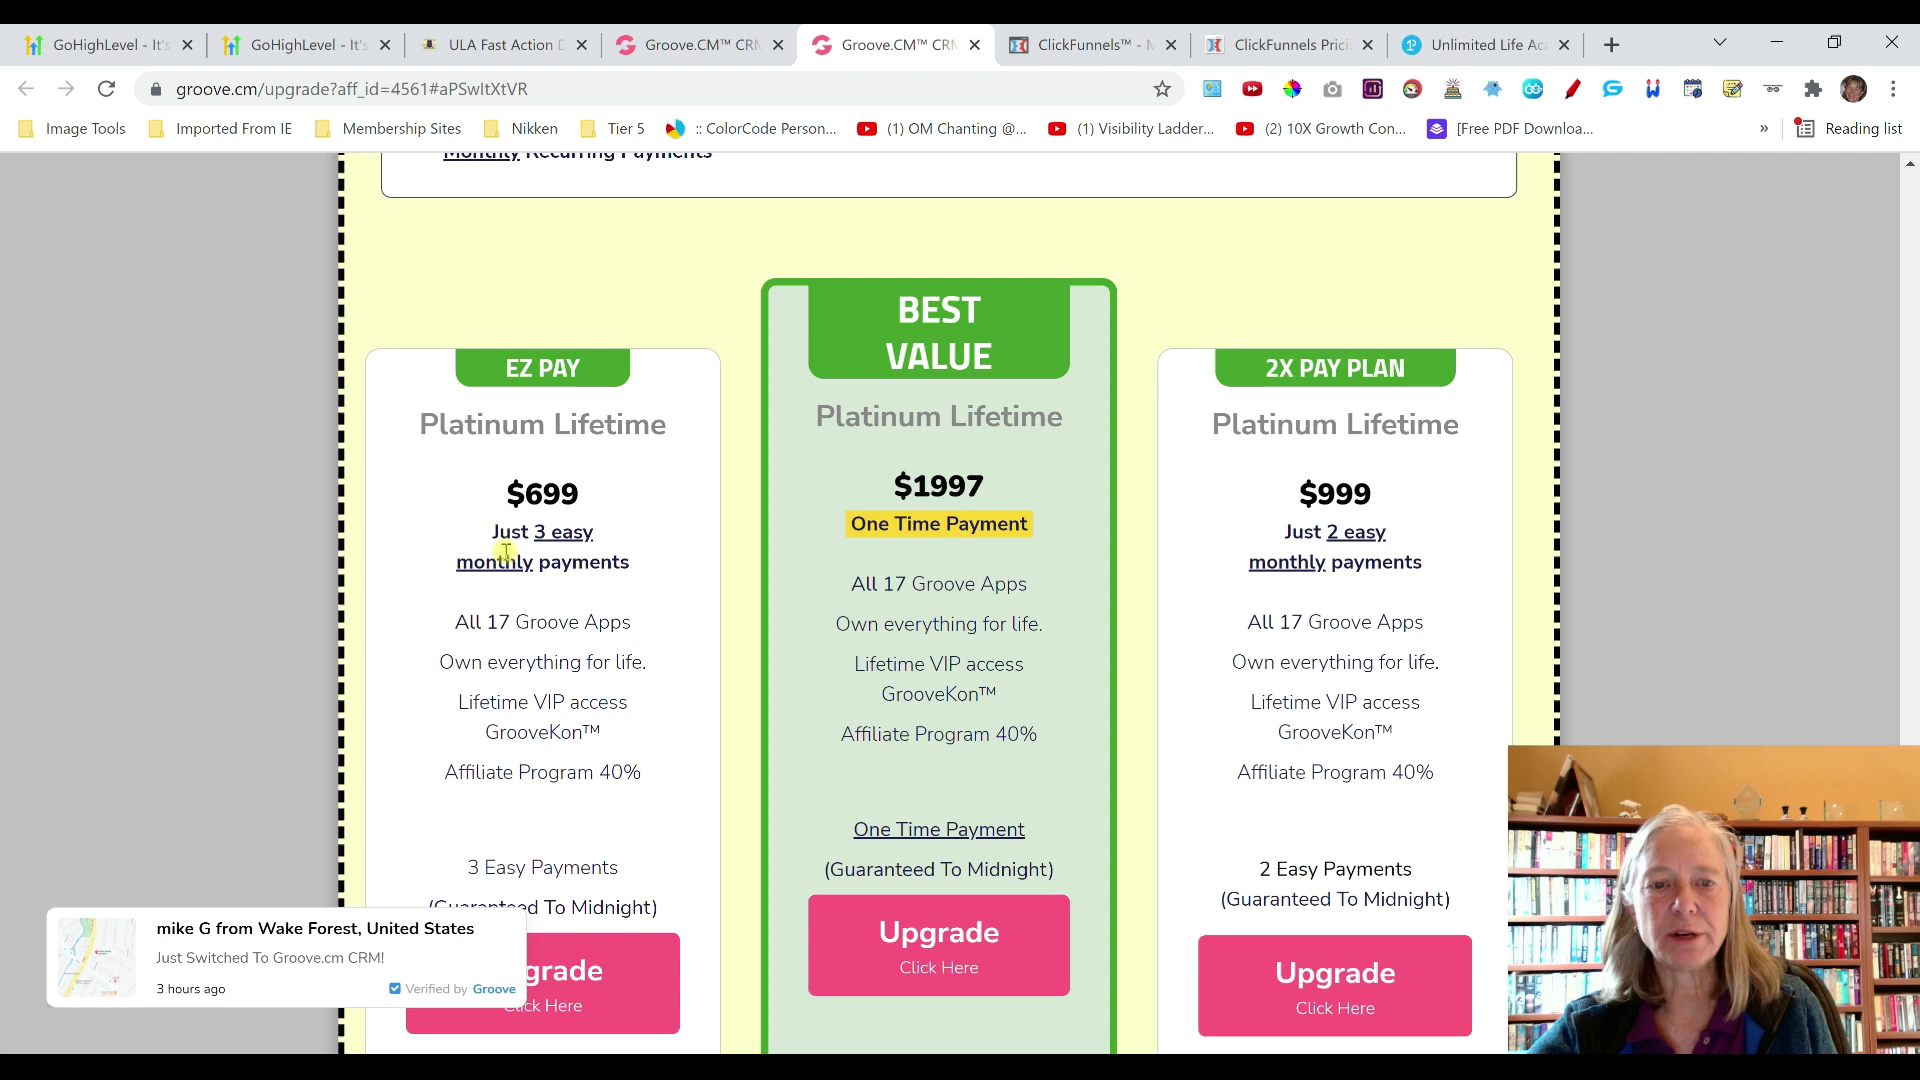 GoHighLevel - It's
GoHighLevel - It's
ULA Fast Action D
Groove.CM™ CRM
Groove.CM™ CRM
ClickFunnels™ - M
ClickFunnels Prici
Unlimited Life Ac
groove.cm/upgrade?aff_id=4561#aPSwItXtVR
Image Tools
Imported From IE
Membership Sites
Nikken
Tier 5
:: ColorCode Person...
(1) OM Chanting @...
(1) Visibility Ladder...
(2) 10X Growth Con...
[Free PDF Downloa...
»
Reading list
Monthly Recurring Payments
EZ PAY
Platinum Lifetime
$699
Just 3 easy
monthly payments
All 17 Groove Apps
Own everything for life.
Lifetime VIP access
GrooveKon™
Affiliate Program 40%
3 Easy Payments
(Guaranteed To Midnight)
grade
Click Here
BEST
VALUE
Platinum Lifetime
$1997
One Time Payment
All 17 Groove Apps
Own everything for life.
Lifetime VIP access
GrooveKon™
Affiliate Program 40%
One Time Payment
(Guaranteed To Midnight)
Upgrade
Click Here
2X PAY PLAN
Platinum Lifetime
$999
Just 2 easy
monthly payments
All 17 Groove Apps
Own everything for life.
Lifetime VIP access
GrooveKon™
Affiliate Program 40%
2 Easy Payments
(Guaranteed To Midnight)
Upgrade
Click Here
mike G from Wake Forest, United States
Just Switched To Groove.cm CRM!
3 hours ago
Verified by Groove